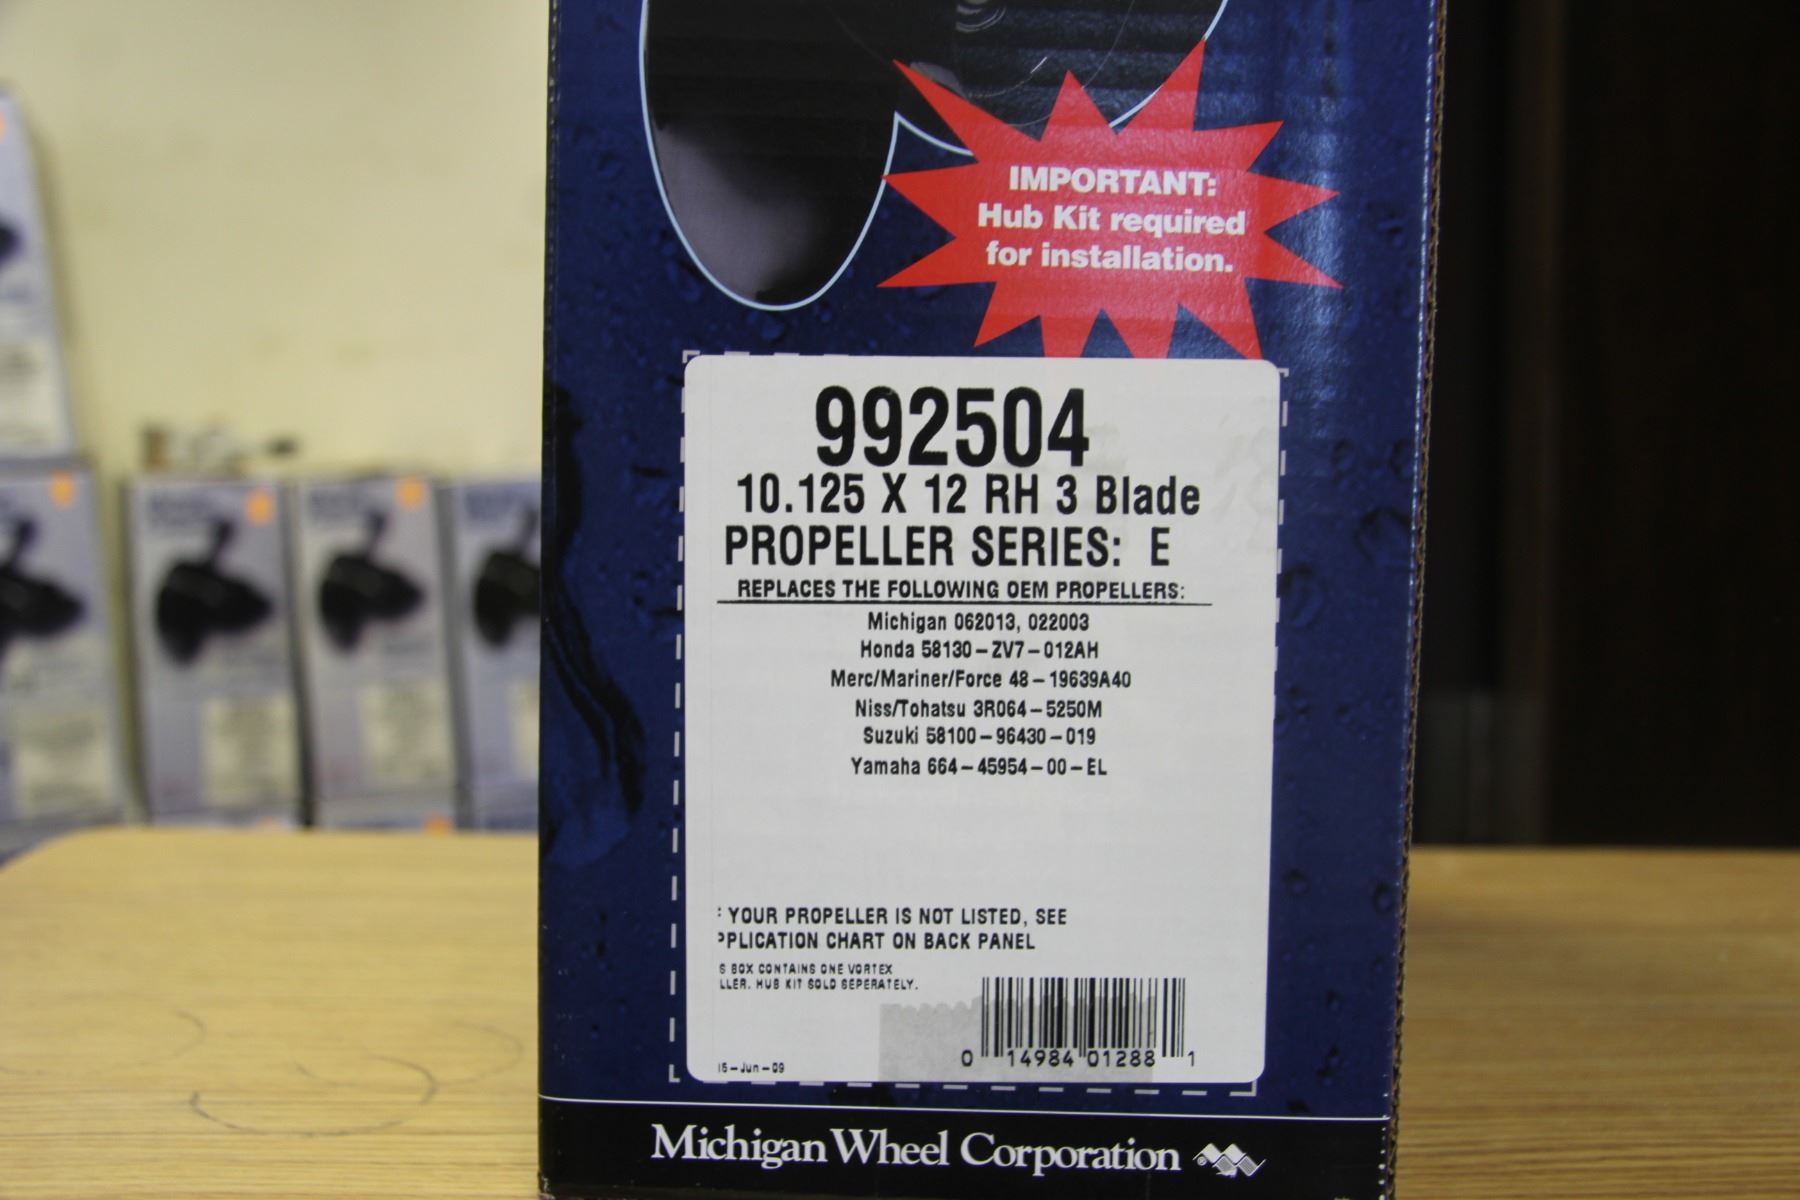 IMPORTANT:
Hub Kit required
for installation.
992504
10.125 X 12 RH 3 Blade
PROPELLER SERIES: E
REPLACES THE FOLLOWING OEM PROPELLERS:
Michigan 062013, 022003
Honda 58130-ZV7-012AH
Merc/Mariner/Force 48-19639A40
Niss/Tohatsu 3R064-5250M
Suzuki 58100-96430-019
Yamaha 664-45954-00-EL
YOUR PROPELLER IS NOT LISTED, SEE
PPLICATION CHART ON BACK PANEL
S BOX CONTAINS ONE VORTEX
LLER. HUB KIT SOLD SEPERATELY.
0 14984 01288 1
15-Jun-09
Michigan Wheel Corporation ®